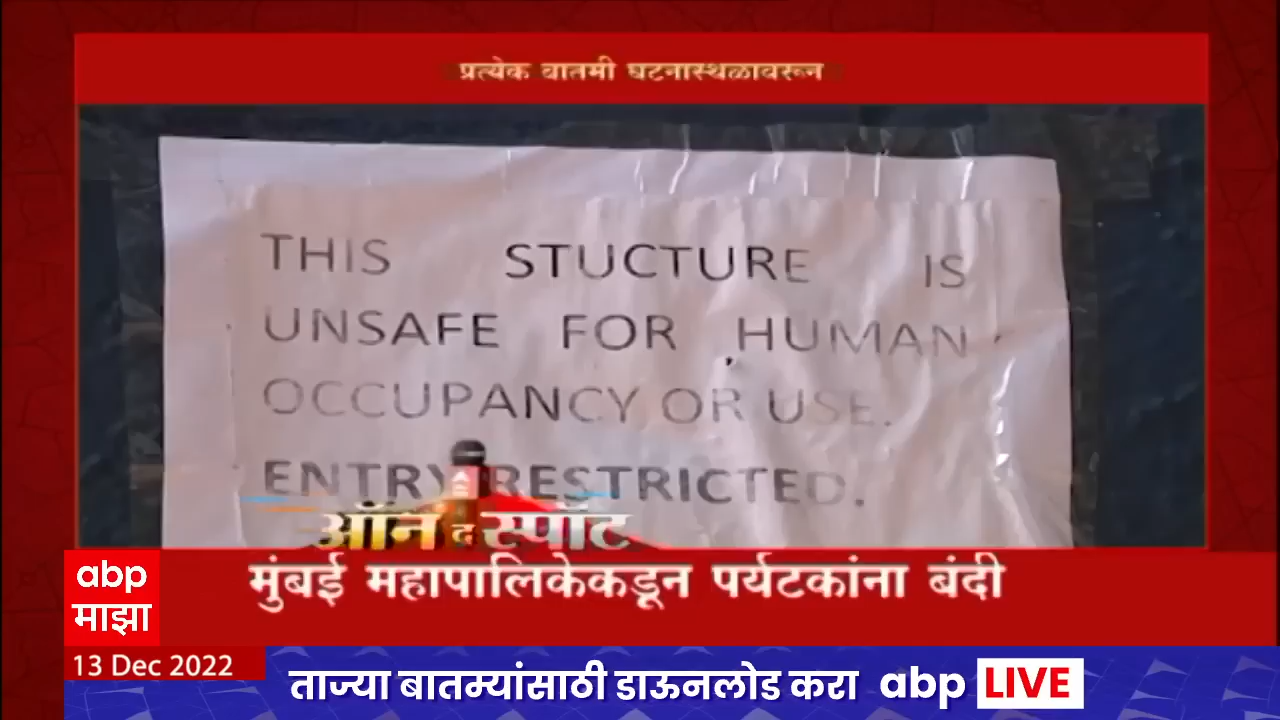 प्रत्येक बातमी घटनास्थळावरून
THIS STUCTURE IS
UNSAFE FOR HUMAN
OCCUPANCY OR USE.
ENTRY RESTRICTED.
ऑन द स्पॉट
abp
माझा
मुंबई महापालिकेकडून पर्यटकांना बंदी
13 Dec 2022
ताज्या बातम्यांसाठी डाऊनलोड करा abp LIVE